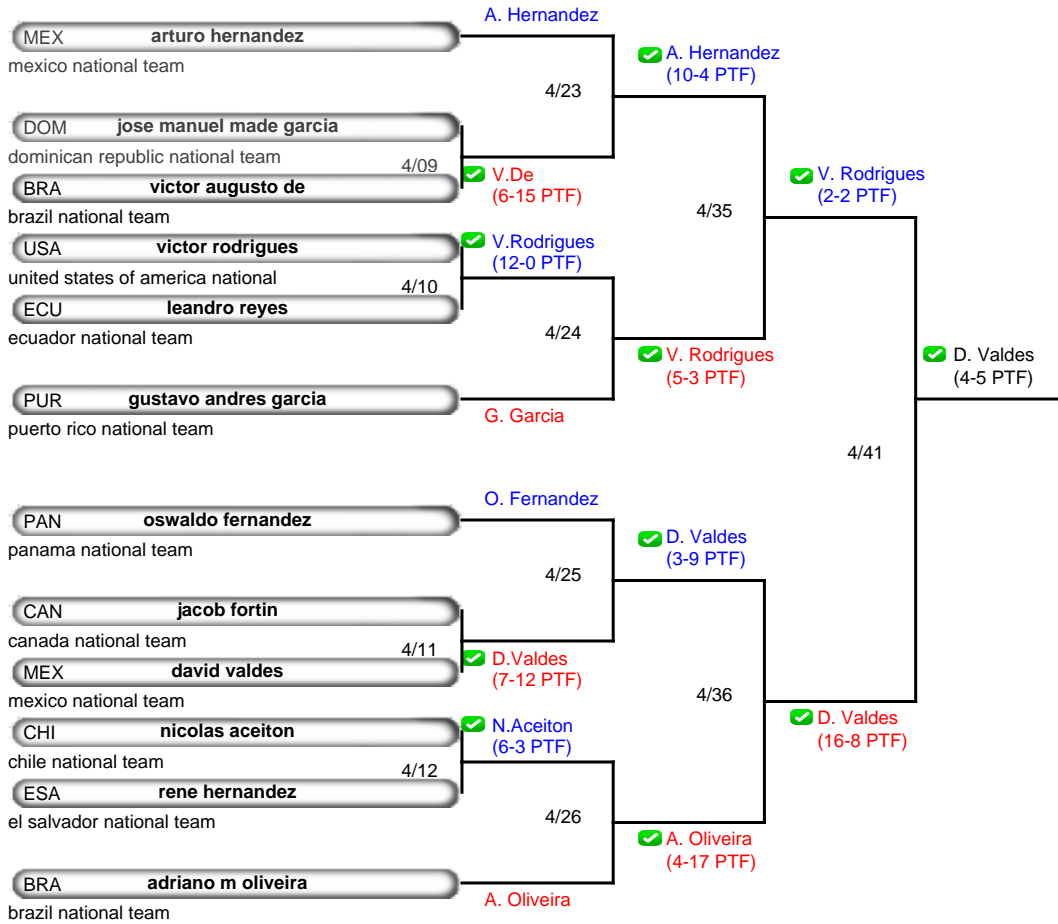 A. Hernandez
MEX arturo hernandez
mexico national team
4/23
A. Hernandez
(10-4 PTF)
DOM jose manuel made garcia
dominican republic national team
4/09
V.De
(6-15 PTF)
BRA victor augusto de
brazil national team
4/35
V. Rodrigues
(2-2 PTF)
USA victor rodrigues
united states of america national
V.Rodrigues
(12-0 PTF)
4/10
ECU leandro reyes
ecuador national team
4/24
V. Rodrigues
(5-3 PTF)
D. Valdes
(4-5 PTF)
PUR gustavo andres garcia
puerto rico national team
G. Garcia
4/41
O. Fernandez
PAN oswaldo fernandez
panama national team
D. Valdes
(3-9 PTF)
4/25
CAN jacob fortin
canada national team
4/11
D.Valdes
(7-12 PTF)
MEX david valdes
mexico national team
4/36
D. Valdes
(16-8 PTF)
CHI nicolas aceiton
chile national team
N.Aceiton
(6-3 PTF)
4/12
ESA rene hernandez
el salvador national team
4/26
A. Oliveira
(4-17 PTF)
BRA adriano m oliveira
brazil national team
A. Oliveira